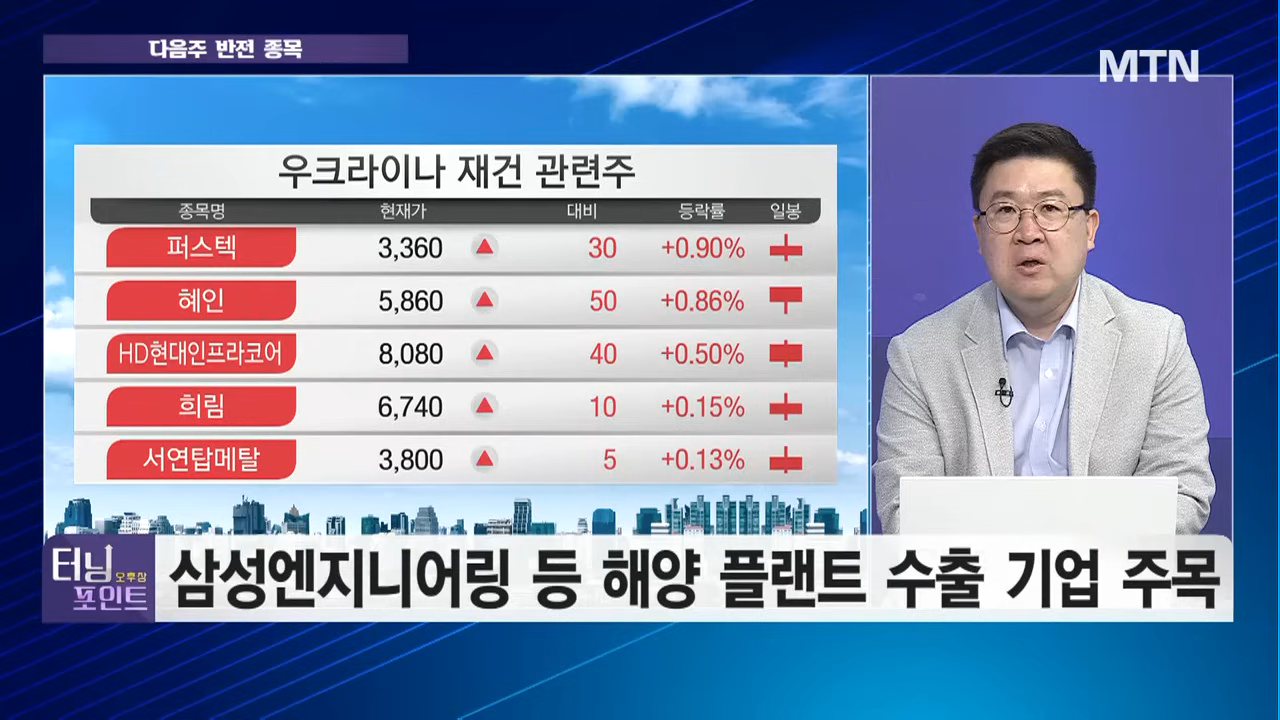 다음주 반전 종목
MTN
우크라이나 재건 관련주
종목명 현재가 대비 등락률 일봉
퍼스텍 3,360 ▲ 30 +0.90%
혜인 5,860 ▲ 50 +0.86%
HD현대인프라코어 8,080 ▲ 40 +0.50%
희림 6,740 ▲ 10 +0.15%
서연탑메탈 3,800 ▲ 5 +0.13%
터닝 오후장
포인트
삼성엔지니어링 등 해양 플랜트 수출 기업 주목